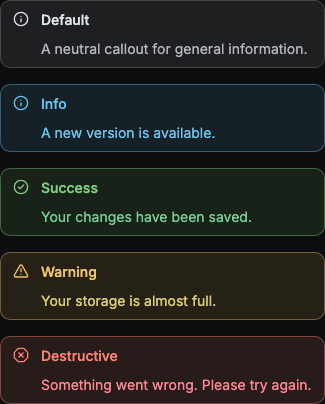 Default
A neutral callout for general information.
Info
A new version is available.
Success
Your changes have been saved.
Warning
Your storage is almost full.
Destructive
Something went wrong. Please try again.